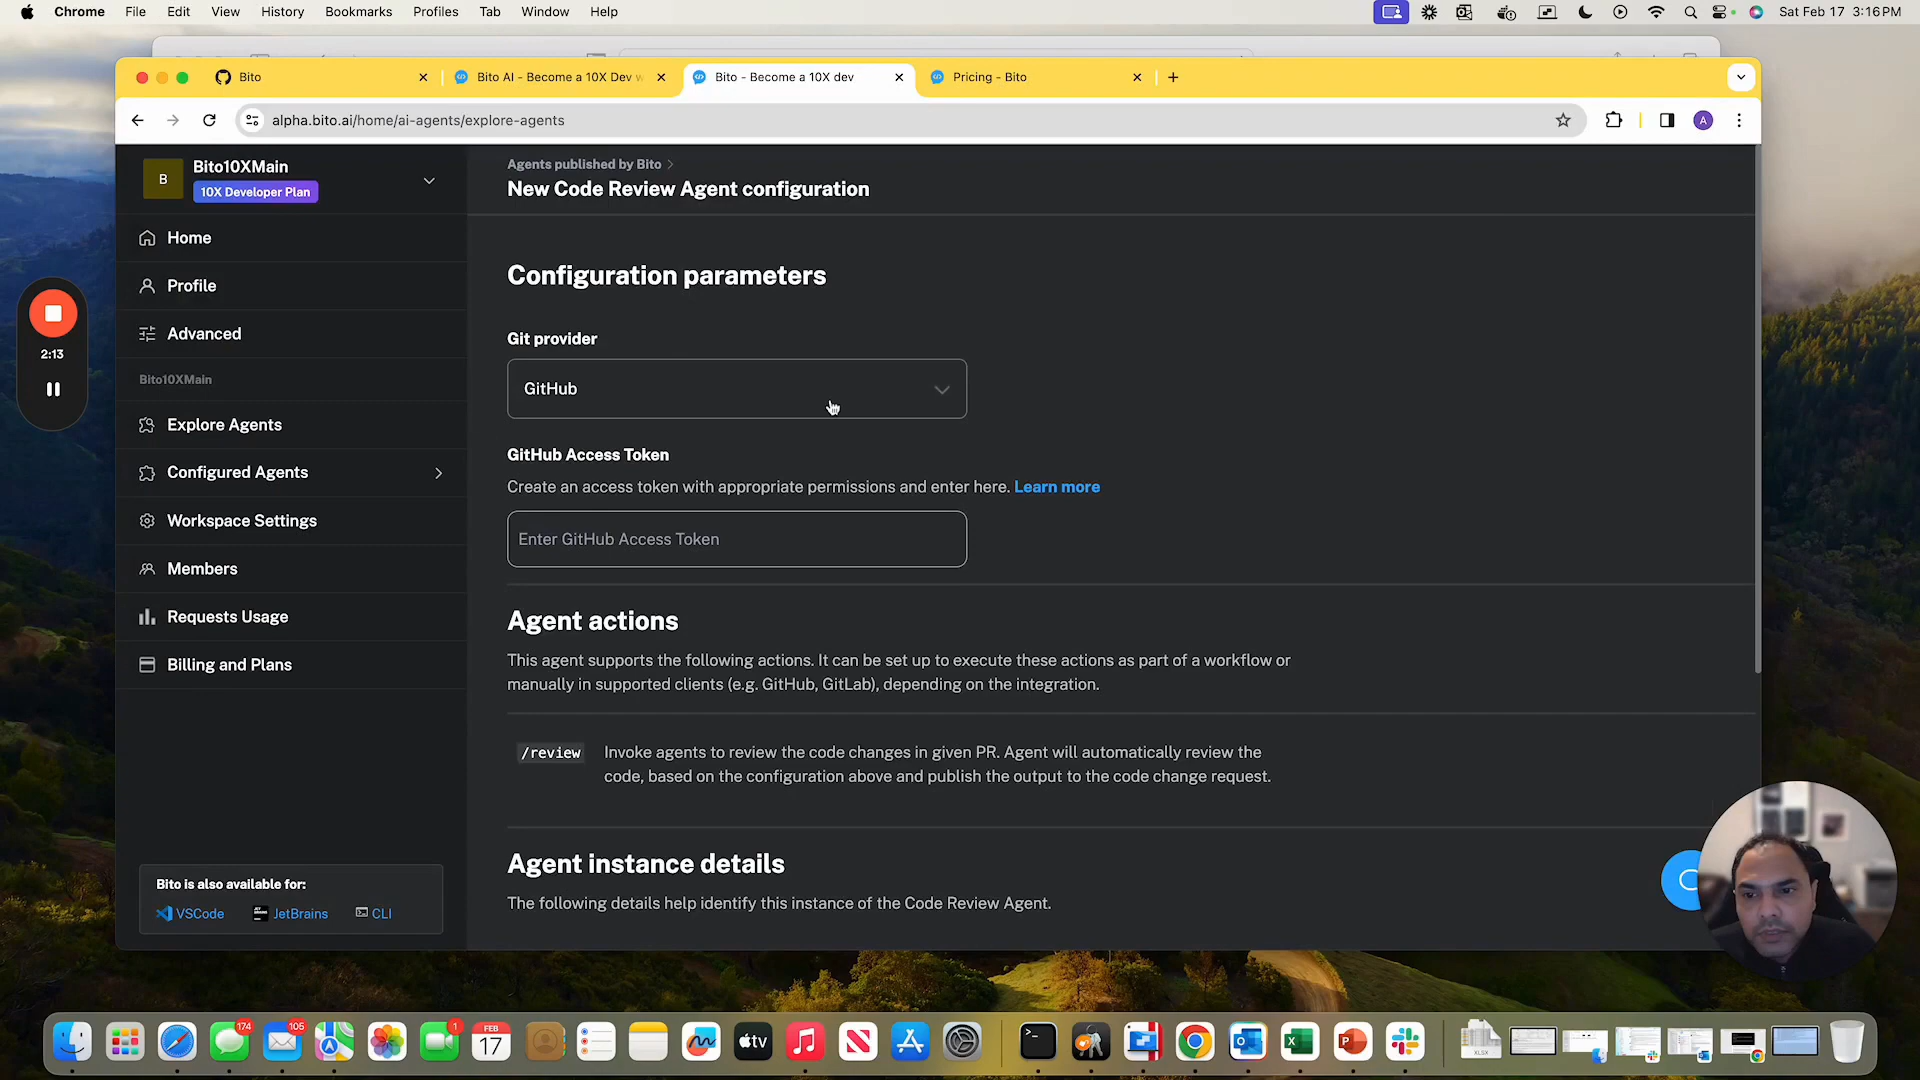 Chrome File Edit View History Bookmarks Profiles Tab Window Help
Sat Feb 17 3:16 PM
Bito
Bito AI - Become a 10X Dev w
Bito - Become a 10X dev
Pricing - Bito
alpha.bito.ai/home/ai-agents/explore-agents
A
B
Bito10XMain
10X Developer Plan
Home
Profile
Advanced
Bito10XMain
Explore Agents
Configured Agents
Workspace Settings
Members
Requests Usage
Billing and Plans
Bito is also available for:
VSCode JetBrains CLI
2:13
Agents published by Bito
New Code Review Agent configuration
Configuration parameters
Git provider
GitHub
GitHub Access Token
Create an access token with appropriate permissions and enter here. Learn more
Enter GitHub Access Token
Agent actions
This agent supports the following actions. It can be set up to execute these actions as part of a workflow or
manually in supported clients (e.g. GitHub, GitLab), depending on the integration.
/review Invoke agents to review the code changes in given PR. Agent will automatically review the
code, based on the configuration above and publish the output to the code change request.
Agent instance details
The following details help identify this instance of the Code Review Agent.
174
105
1
FEB
17
tv
XLSX